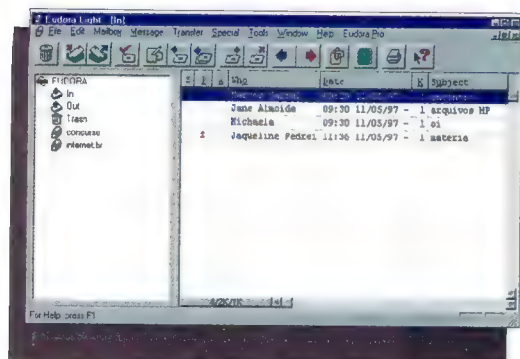 Eudora Light - [In]
File Edit Mailbox Message Transfer Special Tools Window Help Eudora Pro
EUDORA
In
Out
Trash
concurso
internet.br
Who Date K Subject
Jane Almeida 09:30 11/05/97 - 1 arquivos HP
Michaela 09:30 11/05/97 - 1 oi
Jaqueline Pedrei 11:36 11/05/97 - 1 materia
For Help, press F1